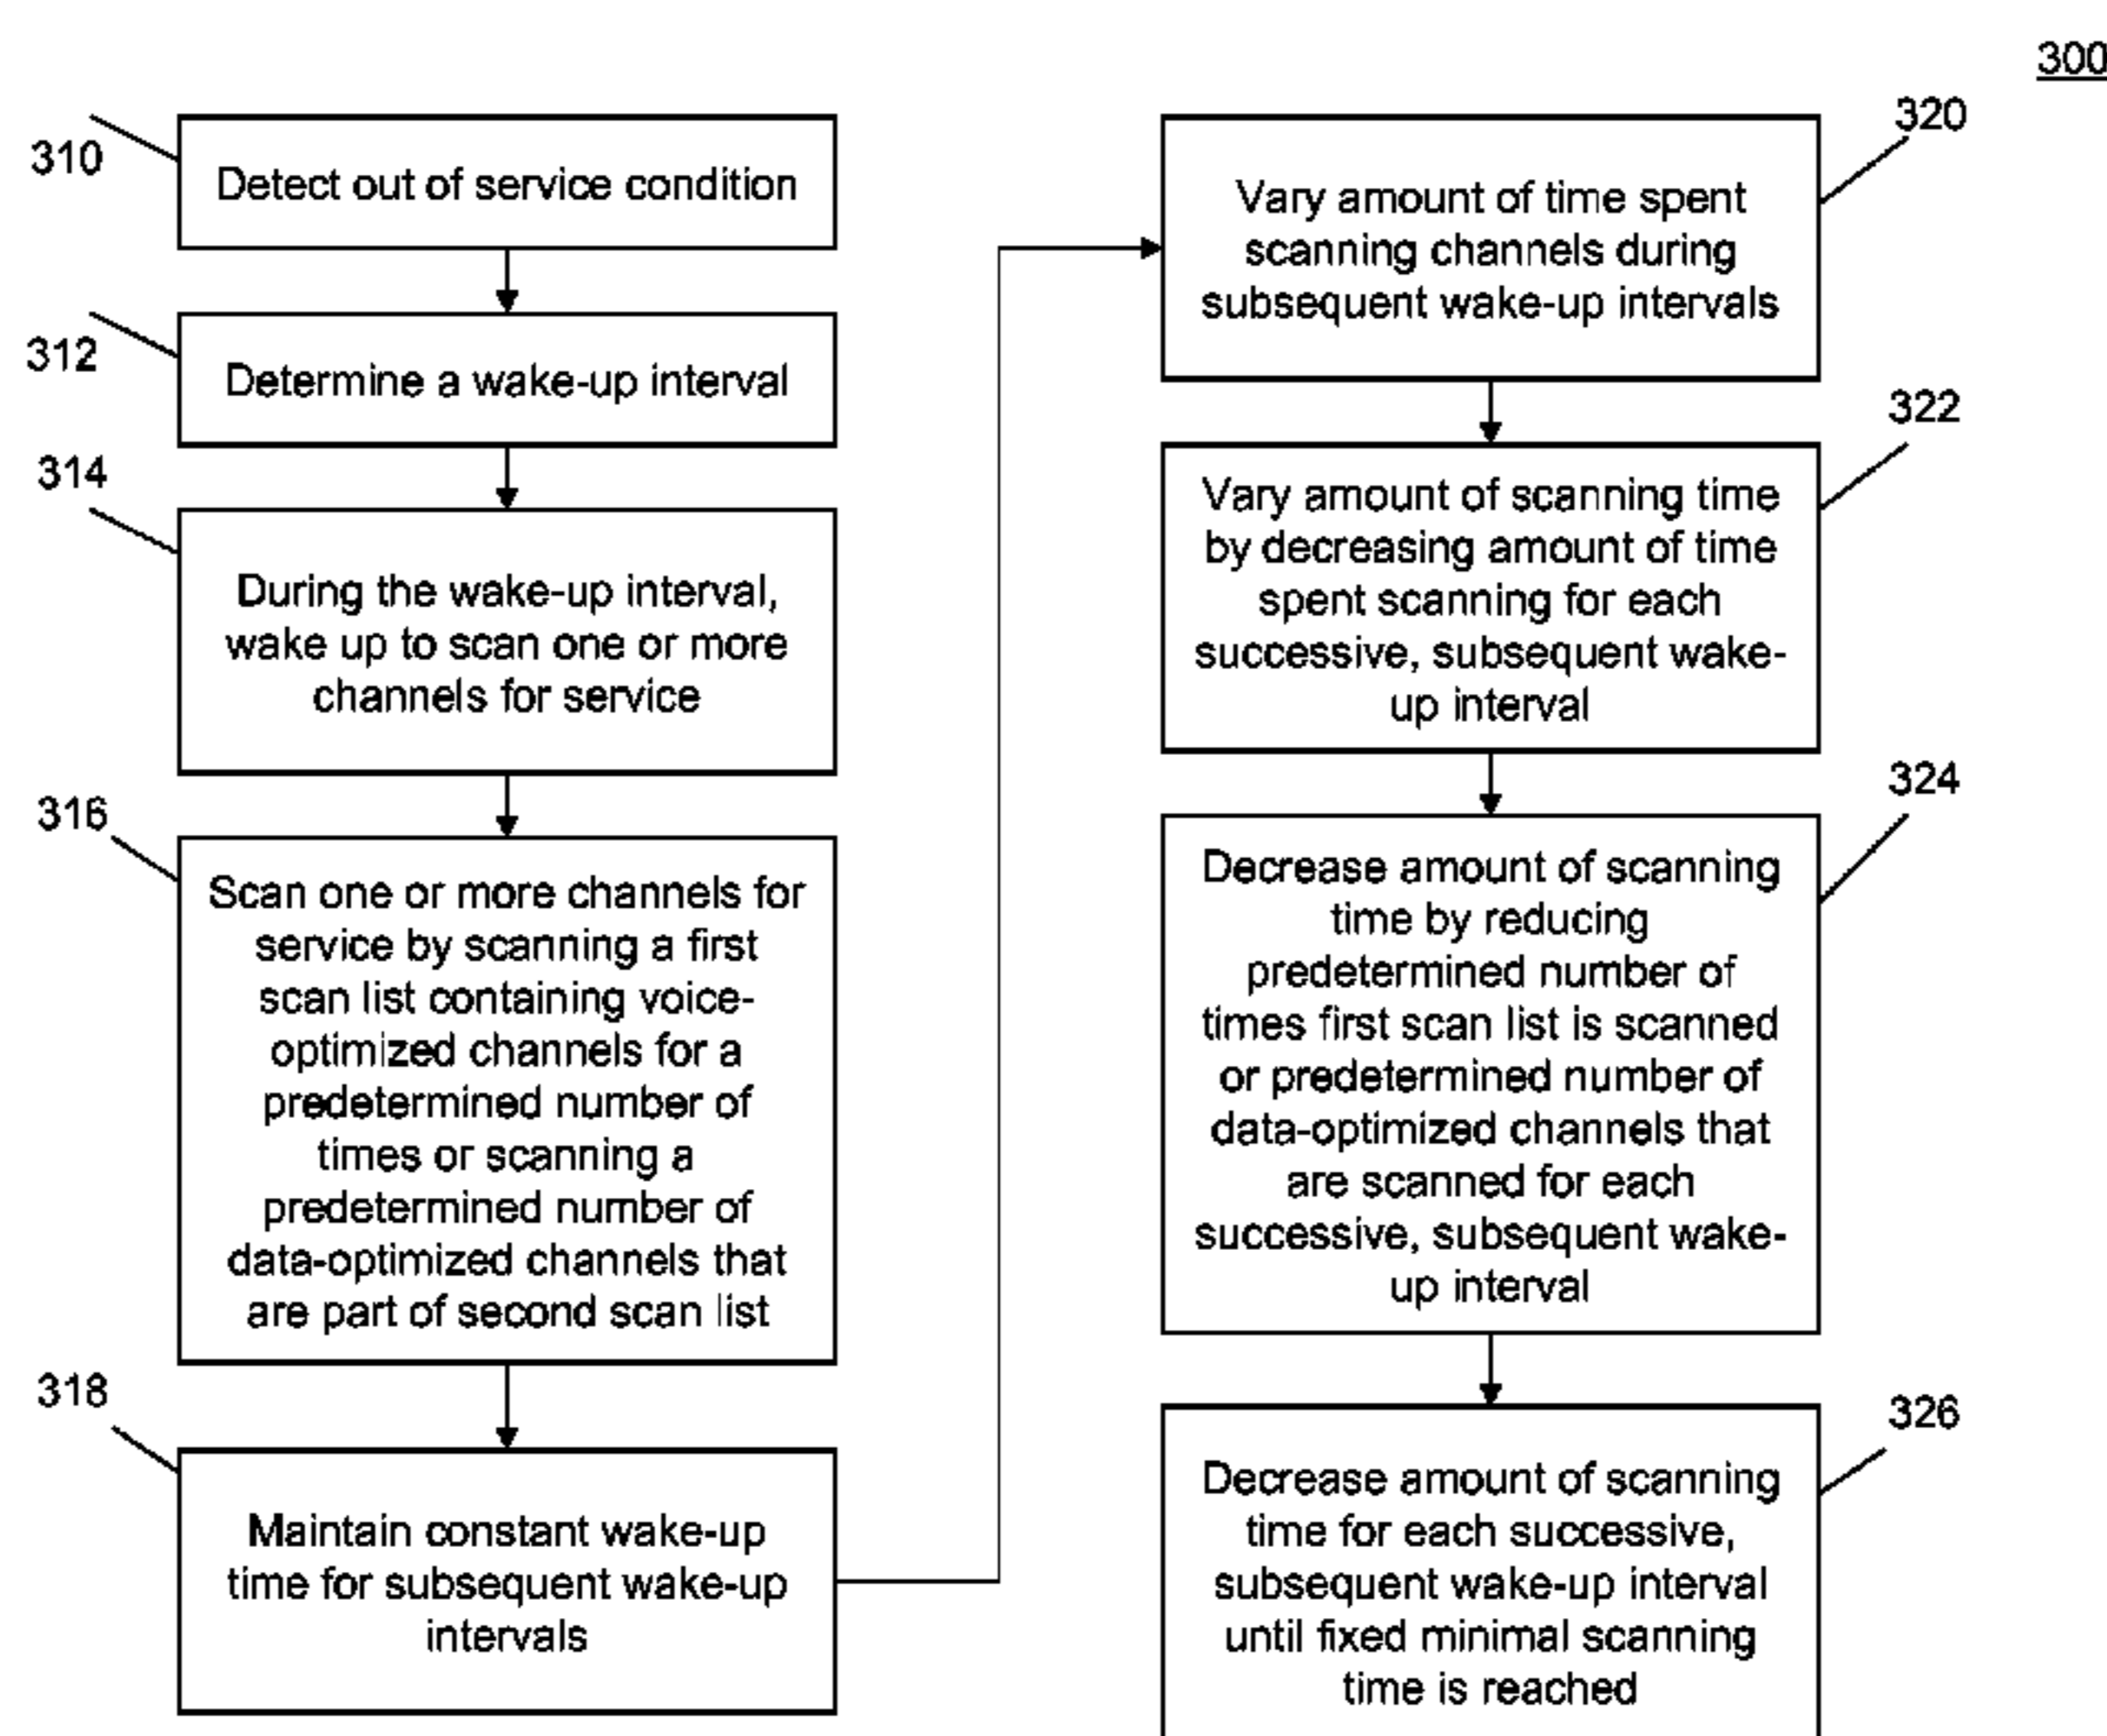 300
310
Detect out of service condition
312
Determine a wake-up interval
314
During the wake-up interval,
wake up to scan one or more
channels for service
316
Scan one or more channels for
service by scanning a first
scan list containing voice-
optimized channels for a
predetermined number of
times or scanning a
predetermined number of
data-optimized channels that
are part of second scan list
318
Maintain constant wake-up
time for subsequent wake-up
intervals
320
Vary amount of time spent
scanning channels during
subsequent wake-up intervals
322
Vary amount of scanning time
by decreasing amount of time
spent scanning for each
successive, subsequent wake-
up interval
324
Decrease amount of scanning
time by reducing
predetermined number of
times first scan list is scanned
or predetermined number of
data-optimized channels that
are scanned for each
successive, subsequent wake-
up interval
326
Decrease amount of scanning
time for each successive,
subsequent wake-up interval
until fixed minimal scanning
time is reached